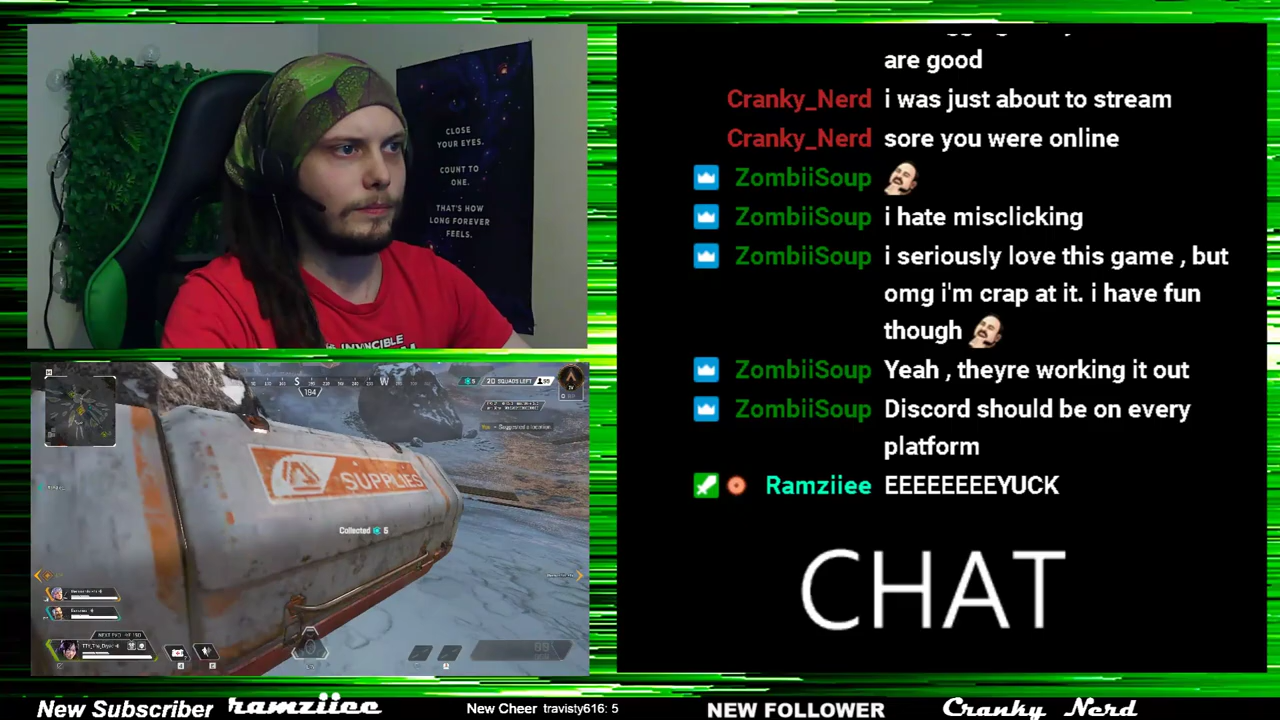 CLOSE
YOUR EYES.
COUNT TO
ONE.
THAT'S HOW
LONG FOREVER
FEELS.
INVINCIBLE
are good
Cranky_Nerd i was just about to stream
Cranky_Nerd sore you were online
ZombiiSoup
ZombiiSoup i hate misclicking
ZombiiSoup i seriously love this game , but
omg i'm crap at it. i have fun
though
ZombiiSoup Yeah , theyre working it out
ZombiiSoup Discord should be on every
platform
Ramziiee EEEEEEEEYUCK
CHAT
M
S
W
194
20 SQUADS LEFT
SUPPLIES
Collected 5
New Subscriber ramziiee
New Cheer travisty616: 5
NEW FOLLOWER Cranky_Nerd